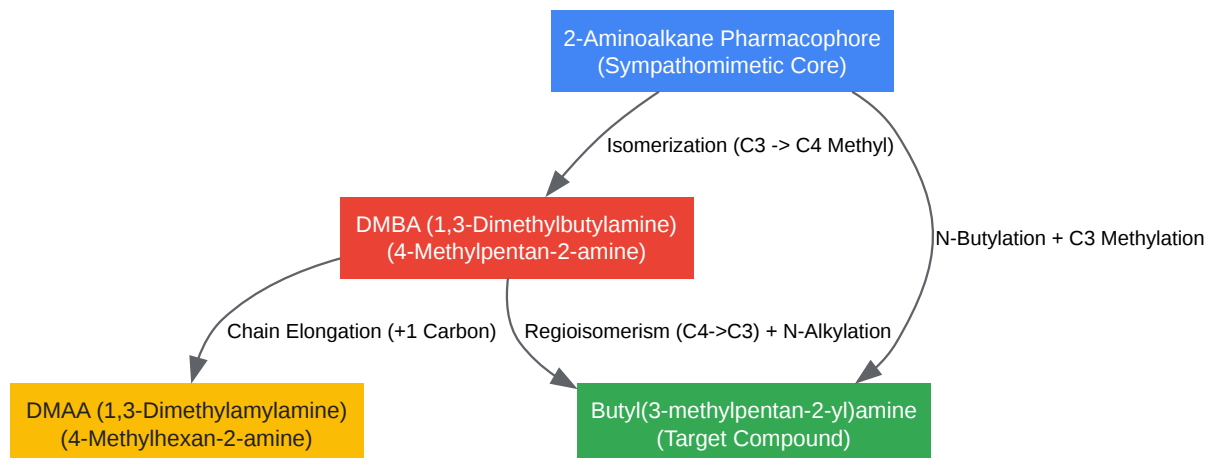 2-Aminoalkane Pharmacophore
(Sympathomimetic Core)
Isomerization (C3 -> C4 Methyl)
DMBA (1,3-Dimethylbutylamine)
(4-Methylpentan-2-amine)
N-Butylation + C3 Methylation
Chain Elongation (+1 Carbon)
Regioisomerism (C4->C3) + N-Alkylation
DMAA (1,3-Dimethylamylamine)
(4-Methylhexan-2-amine)
Butyl(3-methylpentan-2-yl)amine
(Target Compound)